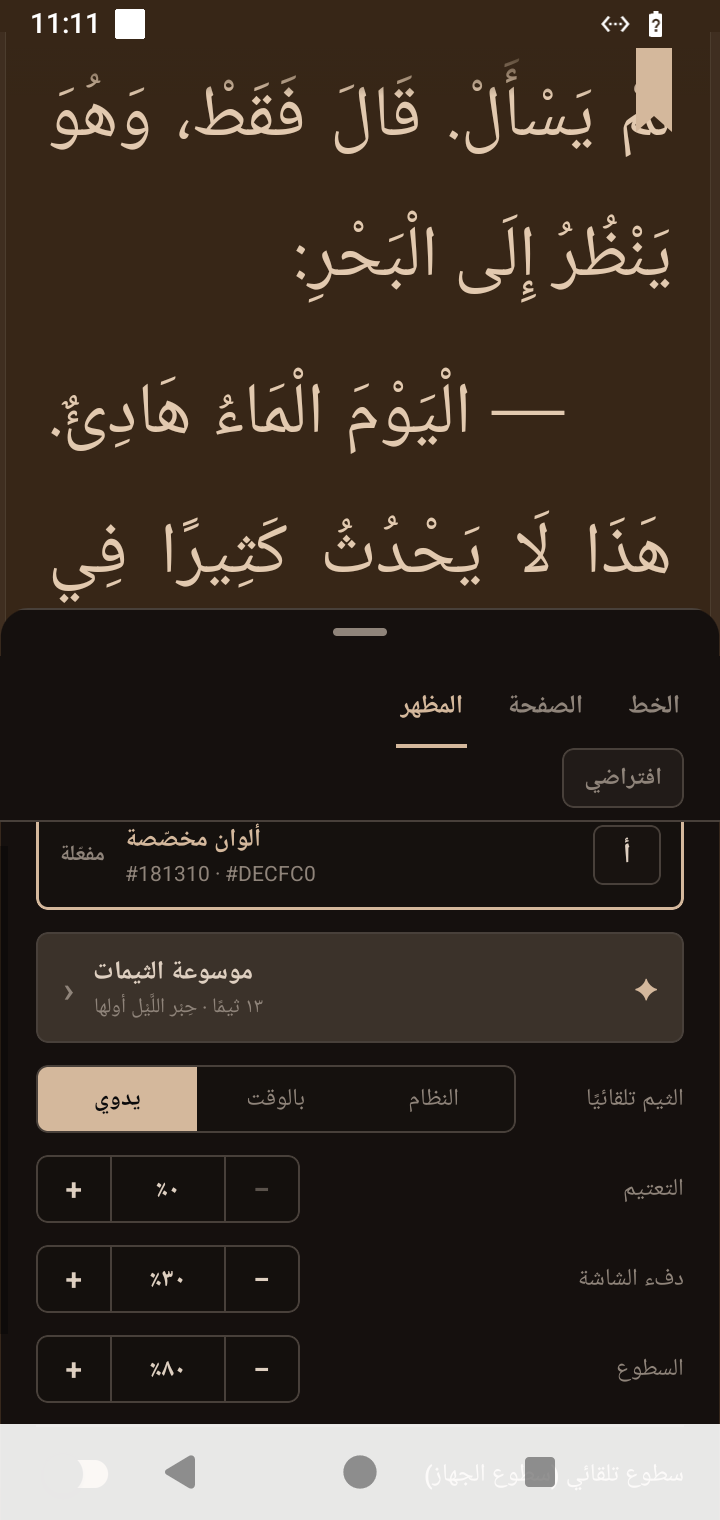 11:11
لَمْ يَسْأَلْ. قَالَ فَقَطْ، وَهُوَ
يَنْظُرُ إِلَى الْبَحْرِ:
— الْيَوْمَ الْمَاءُ هَادِئٌ.
هَذَا لَا يَحْدُثُ كَثِيرًا فِي
الخط الصفحة المظهر
افتراضي
أ ألوان مخصّصة مفعّلة
#181310 · #DECFC0
موسوعة الثيمات
١٣ ثيمًا · حِبْر اللَّيْل أولها
الثيم تلقائيًا النظام بالوقت يدوي
التعتيم − ٠٪ +
دفء الشاشة − ٣٠٪ +
السطوع − ٨٠٪ +
سطوع تلقائي (سطوع الجهاز)